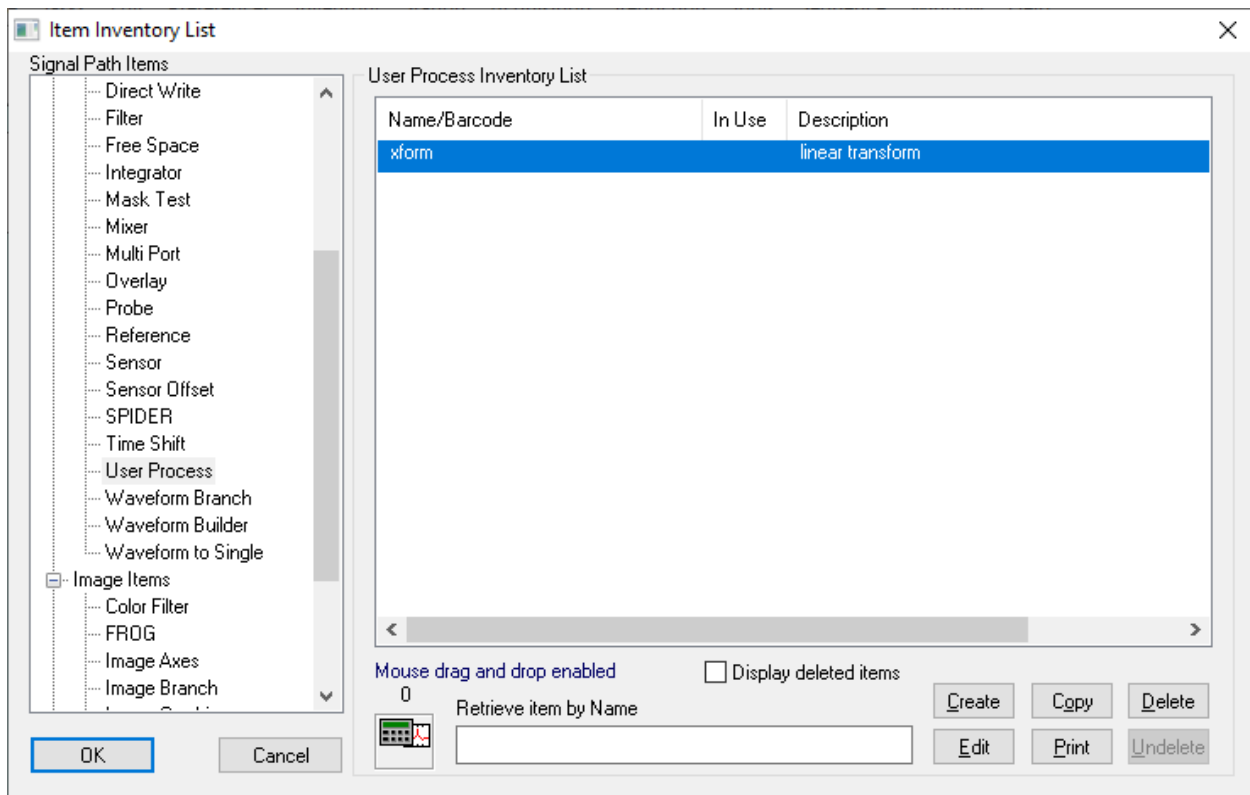 Item Inventory List
Signal Path Items
Direct Write
Filter
Free Space
Integrator
Mask Test
Mixer
Multi Port
Overlay
Probe
Reference
Sensor
Sensor Offset
SPIDER
Time Shift
User Process
Waveform Branch
Waveform Builder
Waveform to Single
Image Items
Color Filter
FROG
Image Axes
Image Branch
OK Cancel
User Process Inventory List
Name/Barcode In Use Description
xform linear transform
Mouse drag and drop enabled
Display deleted items
0
Retrieve item by Name
Create Copy Delete
Edit Print Undelete